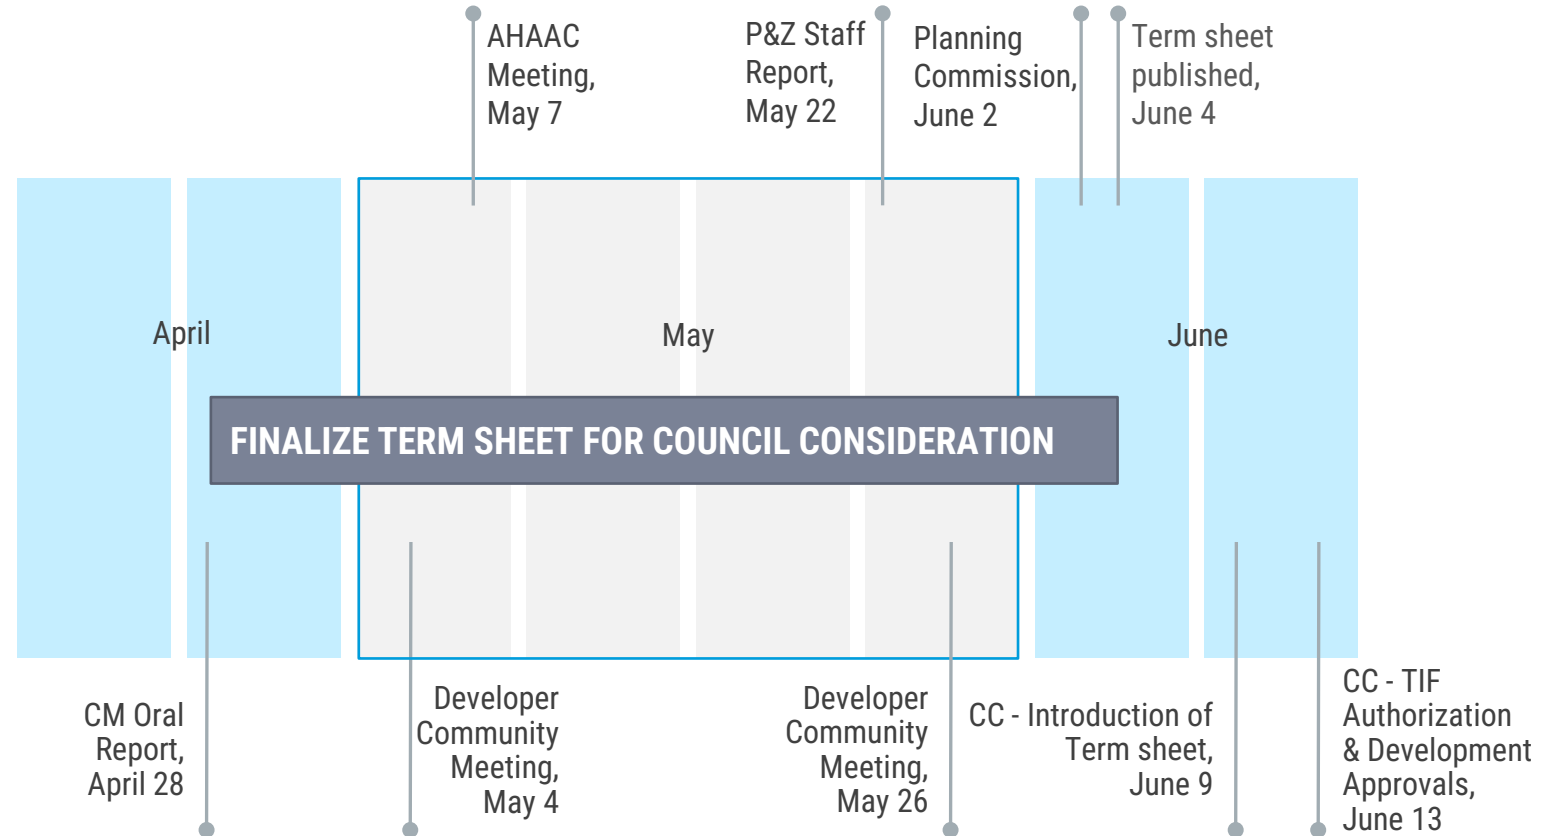 AHAAC
Meeting,
May 7
P&Z Staff
Report,
May 22
Planning
Commission,
June 2
Term sheet
published,
June 4
April
May
June
FINALIZE TERM SHEET FOR COUNCIL CONSIDERATION
CM Oral
Report,
April 28
Developer
Community
Meeting,
May 4
Developer
Community
Meeting,
May 26
CC - Introduction of
Term sheet,
June 9
CC - TIF
Authorization
& Development
Approvals,
June 13